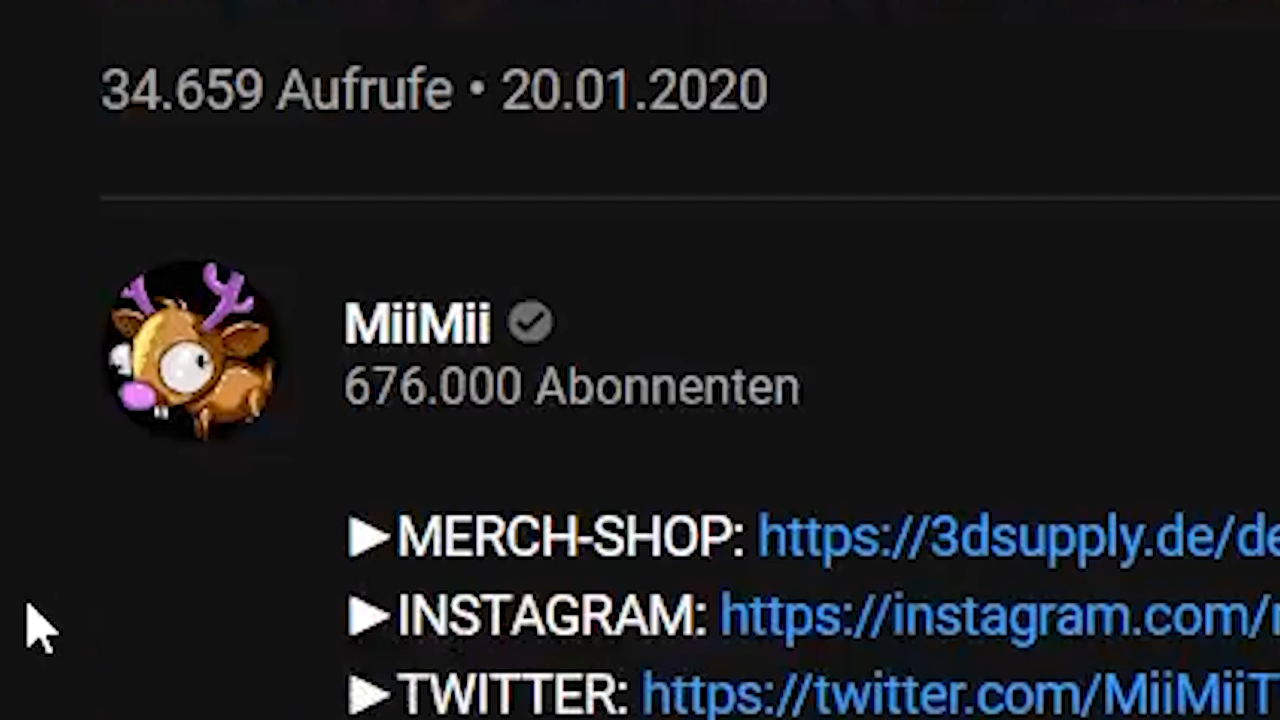 34.659 Aufrufe • 20.01.2020
MiiMii
676.000 Abonnenten
▶MERCH-SHOP: https://3dsupply.de/de
▶INSTAGRAM: https://instagram.com/
▶TWITTER: https://twitter.com/MiiMiiT